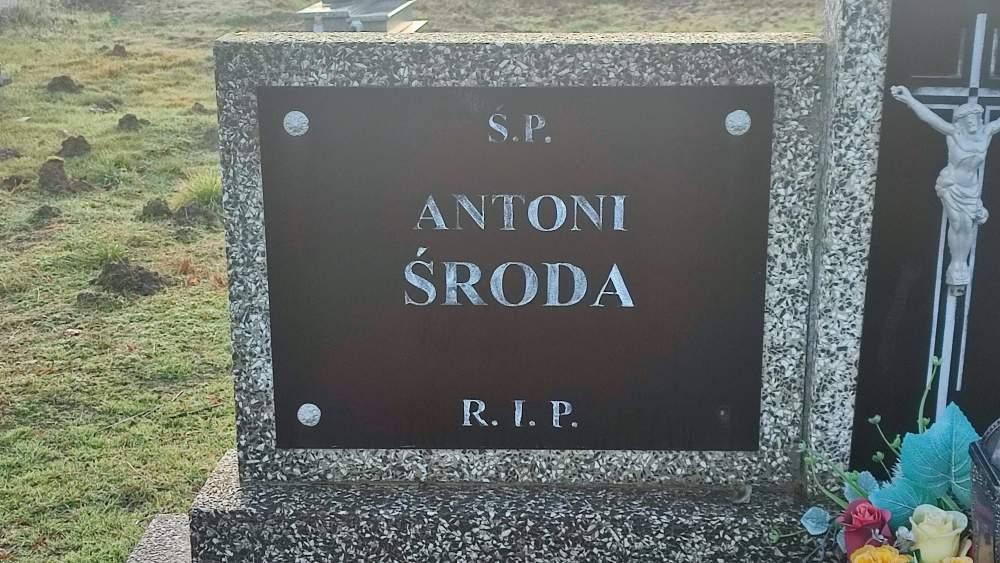 Ś.P.
ANTONI
ŚRODA
R. I. P.